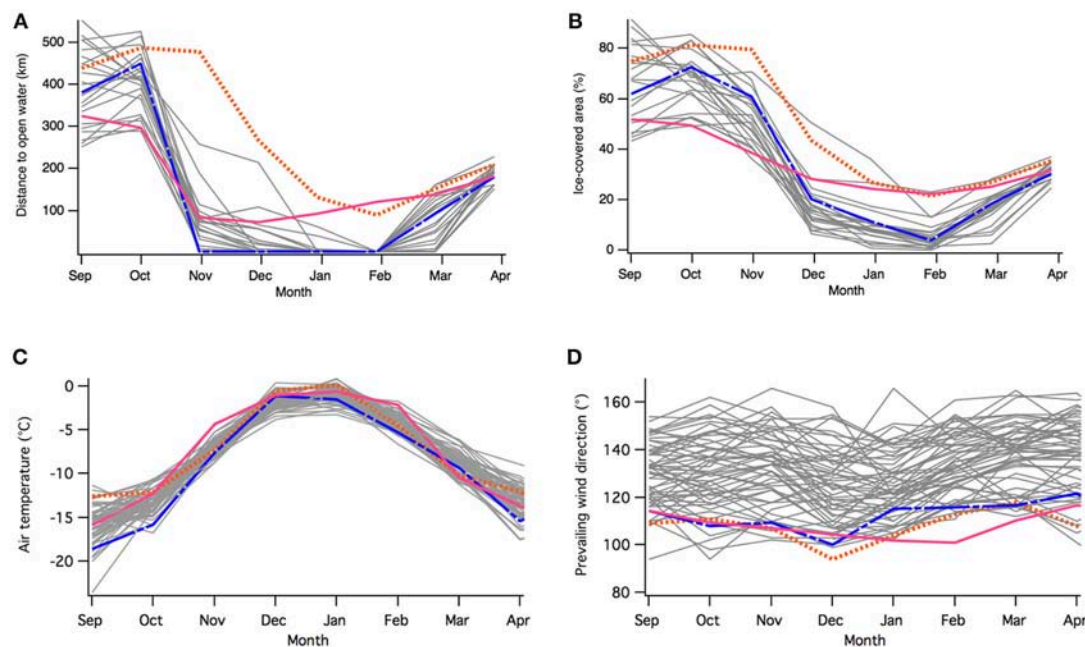 A
Distance to open water (km)
500
400
300
200
100
Sep Oct Nov Dec Jan Feb Mar Apr
Month
B
Ice-covered area (%)
80
60
40
20
0
Sep Oct Nov Dec Jan Feb Mar Apr
Month
C
Air temperature (°C)
0
-5
-10
-15
-20
Sep Oct Nov Dec Jan Feb Mar Apr
Month
D
Prevailing wind direction (°)
160
140
120
100
80
Sep Oct Nov Dec Jan Feb Mar Apr
Month